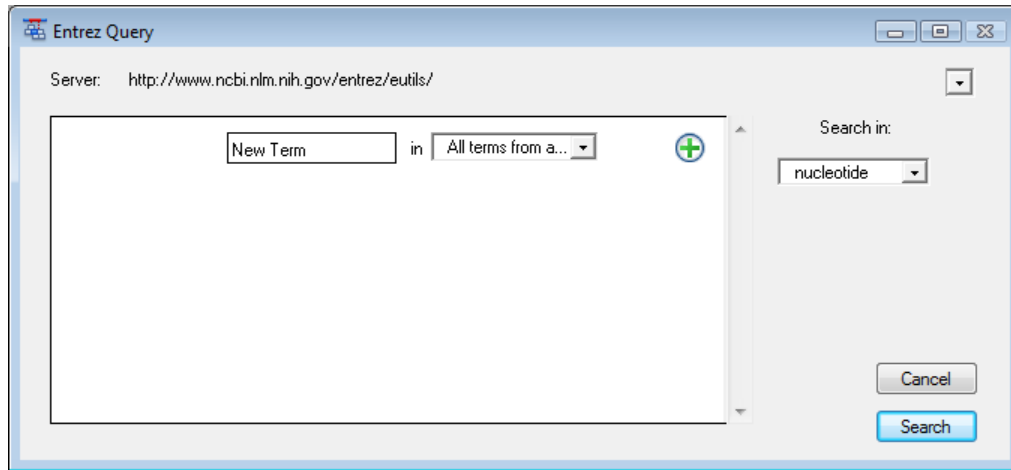 Entrez Query
Server: http://www.ncbi.nlm.nih.gov/entrez/eutils/
Search in:
New Term in All terms from a...
nucleotide
Cancel
Search